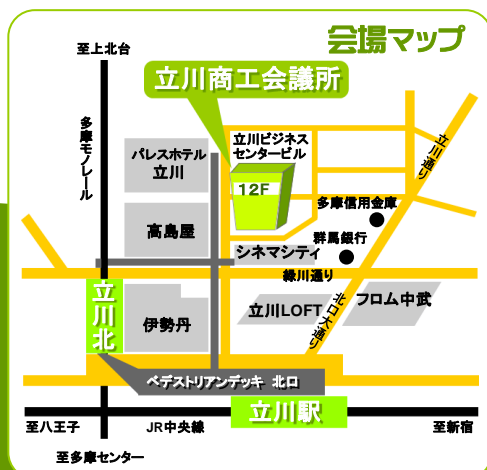 会場マップ
至上北台
立川商工会議所
多摩モノレール
立川ビジネス
センタービル
パレスホテル
立川
12F
立川通り
多摩信用金庫
高島屋
群馬銀行
シネマシティ
緑川通り
立川北
伊勢丹
立川LOFT
北口大通り
フロム中武
ペデストリアンデッキ 北口
立川駅
至八王子
JR中央線
至新宿
至多摩センター